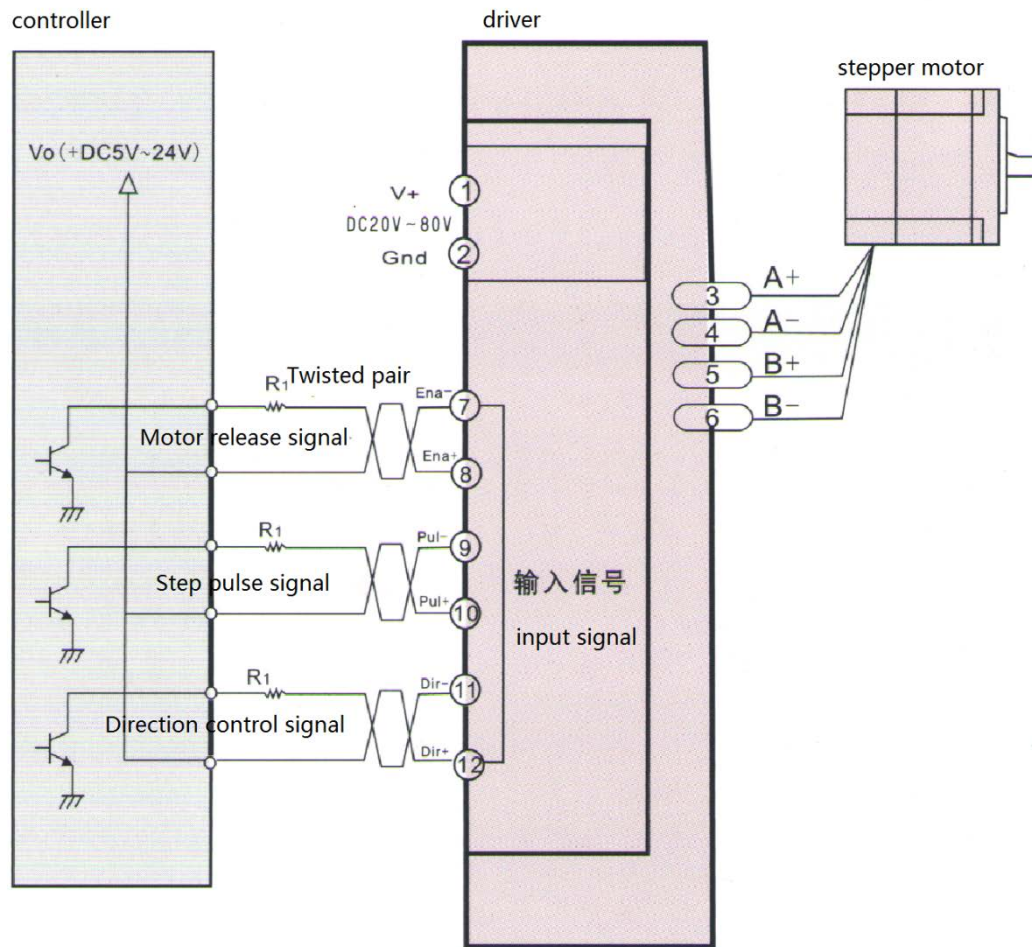 controller
driver
stepper motor
Vo(+DC5V~24V)
1
V+
DC20V~80V
2
Gnd
3
A+
4
A-
5
B+
6
B-
R1
Twisted pair
Ena-
7
Motor release signal
Ena+
8
R1
Pul-
9
Step pulse signal
Pul+
10
输入信号
input signal
R1
Dir-
11
Direction control signal
Dir+
12